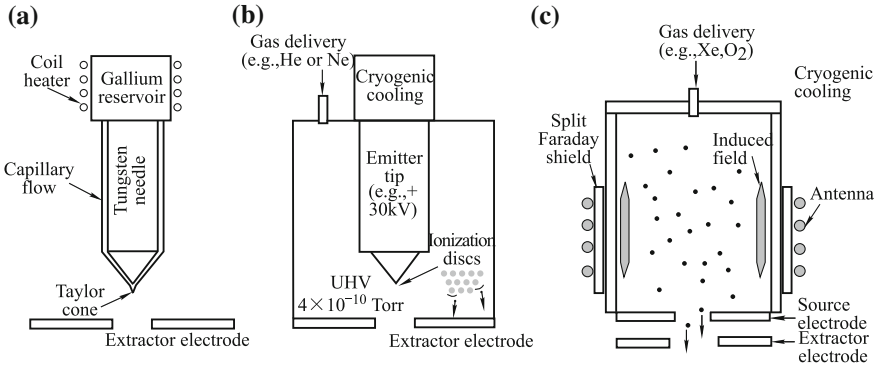 (a)
Coil
heater
Gallium
reservoir
Capillary
flow
Tungsten
needle
Taylor
cone
Extractor electrode
(b)
Gas delivery
(e.g.,He or Ne)
Cryogenic
cooling
Emitter
tip
(e.g.,+
30kV)
Ionization
discs
UHV
4×10⁻¹⁰ Torr
Extractor electrode
(c)
Gas delivery
(e.g.,Xe,O₂)
Cryogenic
cooling
Split
Faraday
shield
Induced
field
Antenna
Source
electrode
Extractor
electrode